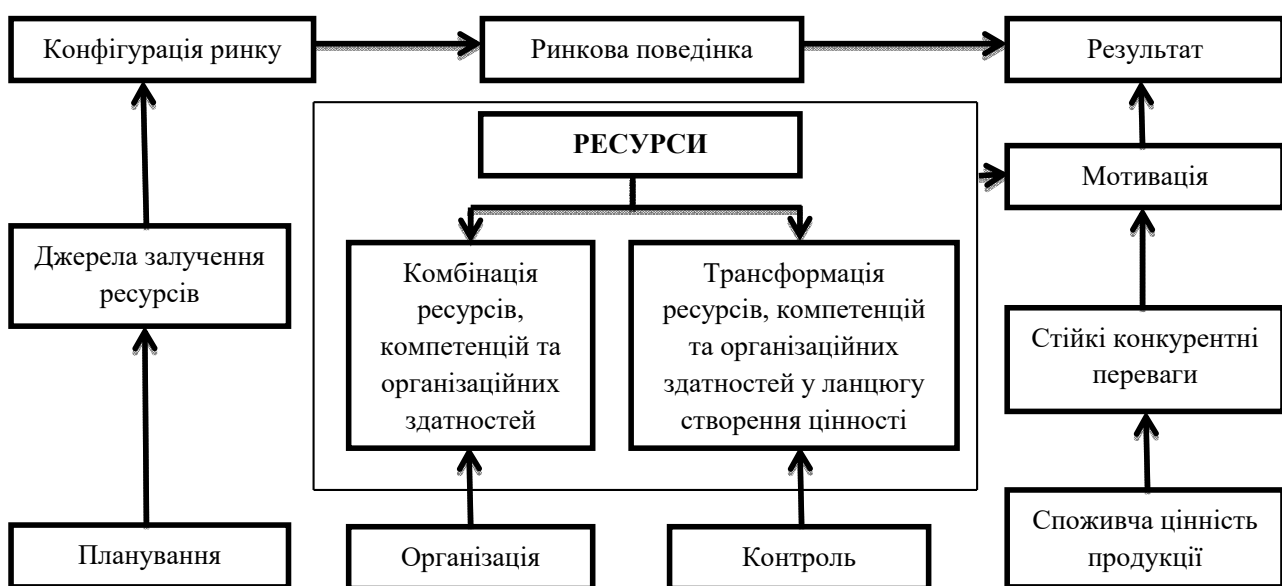 Конфігурація ринку
Ринкова поведінка
Результат
РЕСУРСИ
Мотивація
Джерела залучення
ресурсів
Комбінація
ресурсів,
компетенцій та
організаційних
здатностей
Трансформація
ресурсів, компетенцій
та організаційних
здатностей у ланцюгу
створення цінності
Стійкі конкурентні
переваги
Планування
Організація
Контроль
Споживча цінність
продукції